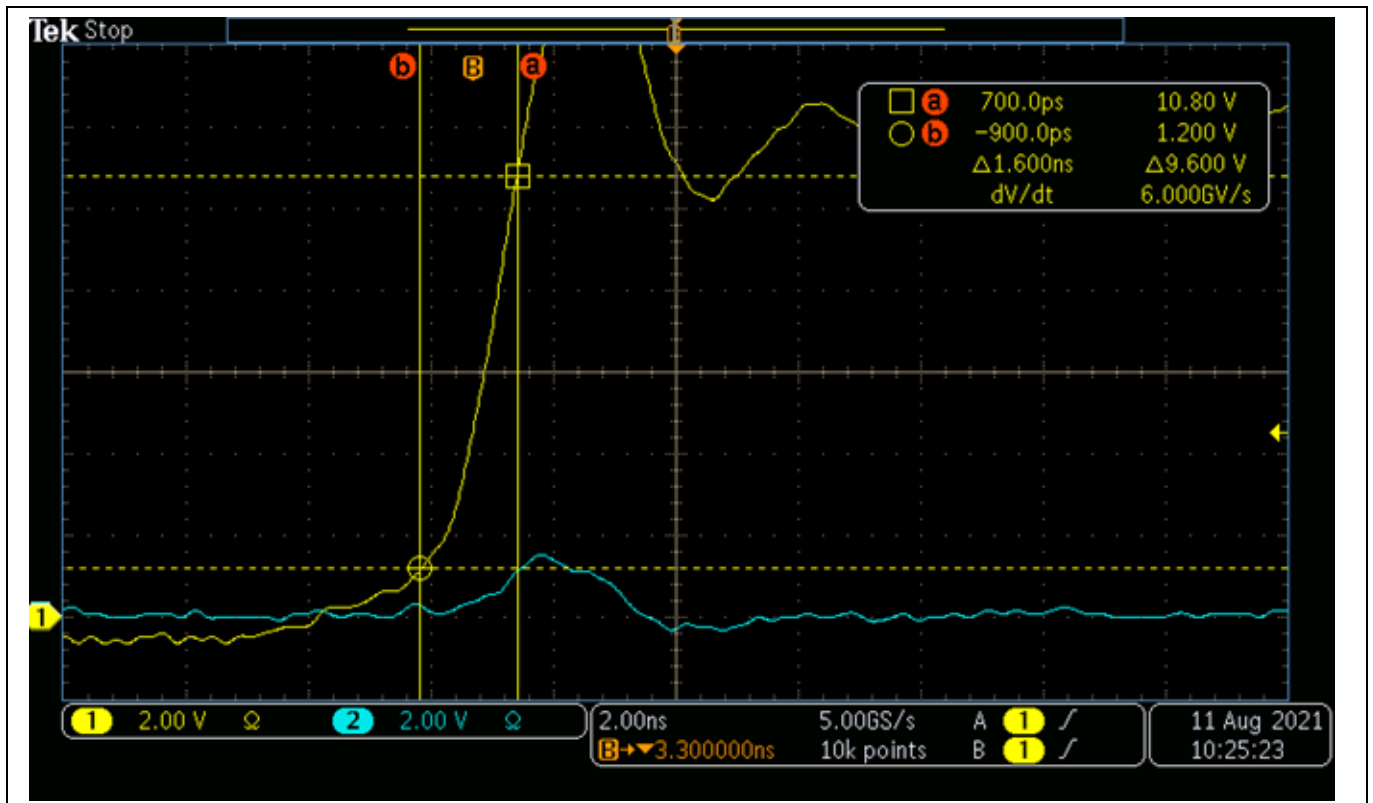 Tek Stop
b B a
a 700.0ps 10.80 V
b -900.0ps 1.200 V
Δ1.600ns Δ9.600 V
dV/dt 6.000GV/s
1
1 2.00 V Ω 2 2.00 V Ω
2.00ns 5.00GS/s A 1 ∫
B→▼3.300000ns 10k points B 1 ∫
11 Aug 2021
10:25:23